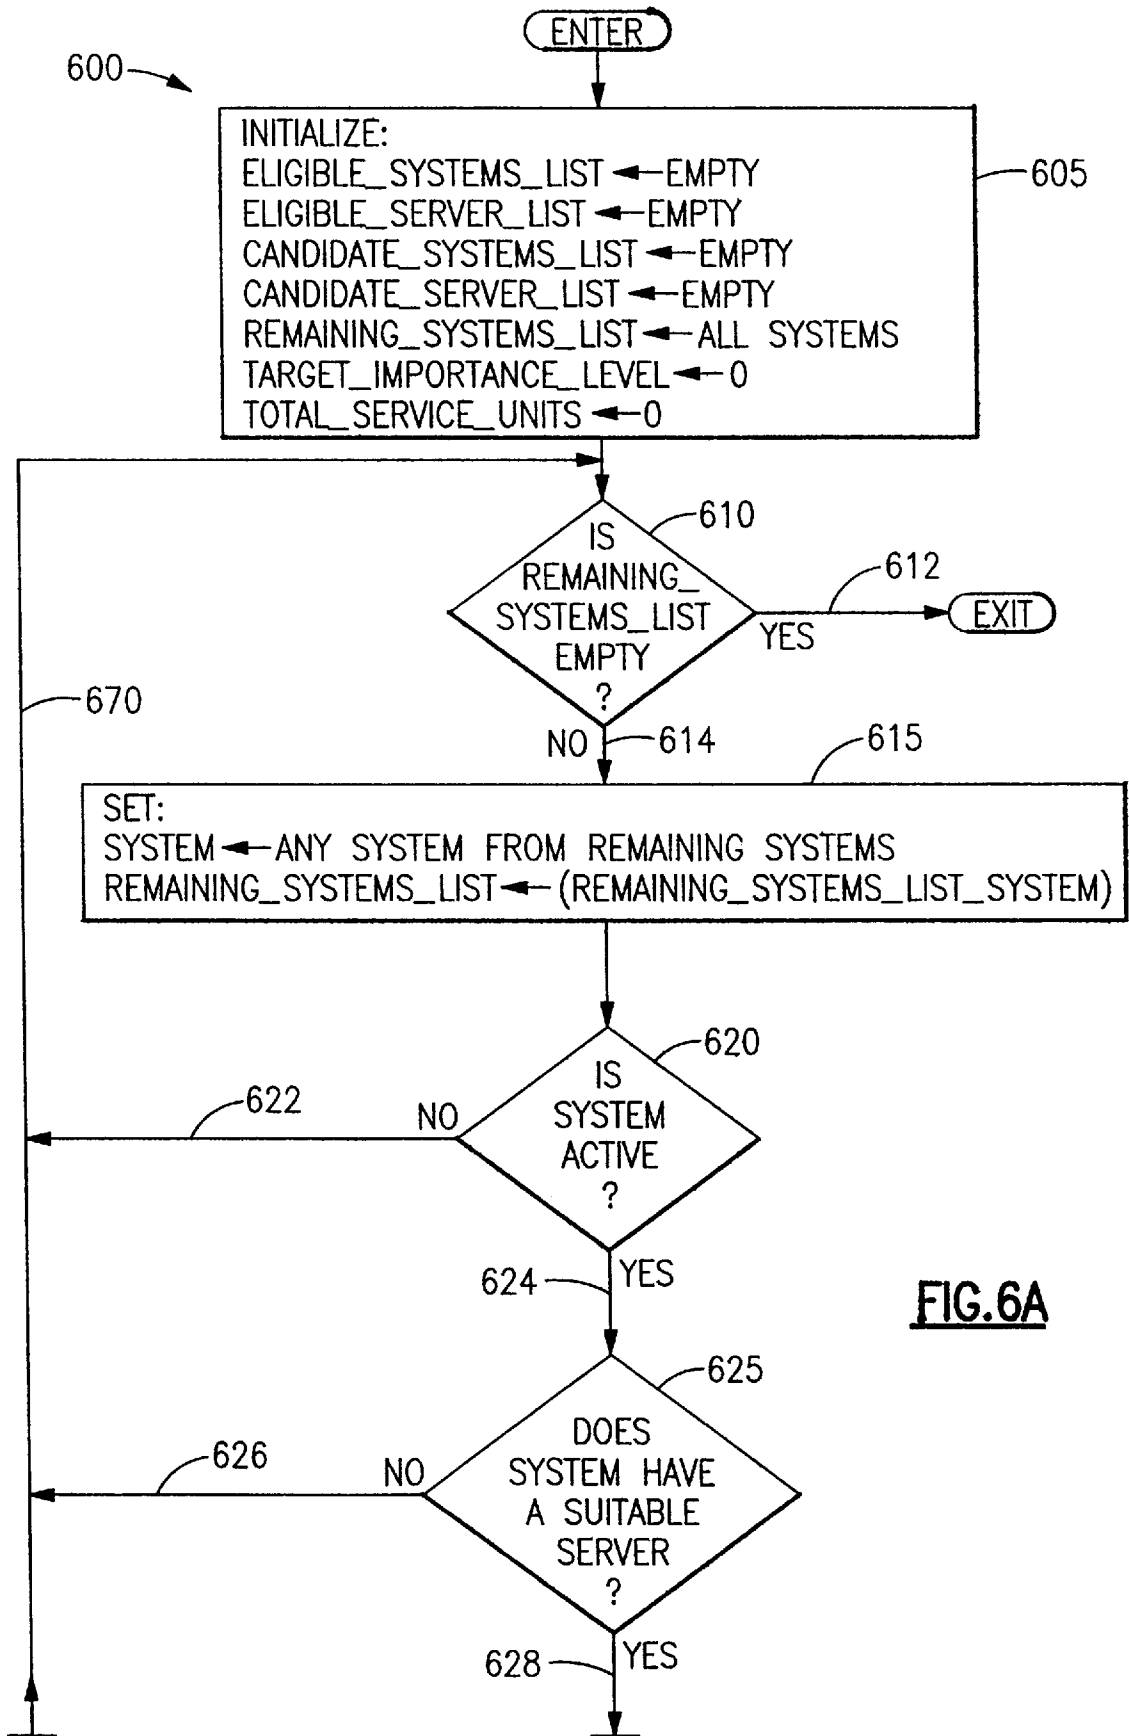 ENTER
600
INITIALIZE:
ELIGIBLE_SYSTEMS_LIST ← EMPTY
ELIGIBLE_SERVER_LIST ← EMPTY
CANDIDATE_SYSTEMS_LIST ← EMPTY
CANDIDATE_SERVER_LIST ← EMPTY
REMAINING_SYSTEMS_LIST ← ALL SYSTEMS
TARGET_IMPORTANCE_LEVEL ← 0
TOTAL_SERVICE_UNITS ← 0
605
610
IS
REMAINING_
SYSTEMS_LIST
EMPTY
?
612
YES
EXIT
670
NO
614
615
SET:
SYSTEM ← ANY SYSTEM FROM REMAINING SYSTEMS
REMAINING_SYSTEMS_LIST ← (REMAINING_SYSTEMS_LIST_SYSTEM)
620
IS
SYSTEM
ACTIVE
?
622
NO
624
YES
FIG.6A
625
DOES
SYSTEM HAVE
A SUITABLE
SERVER
?
626
NO
628
YES